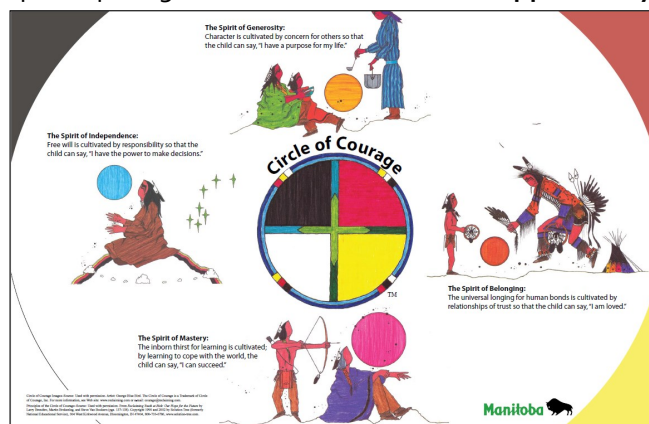 The Spirit of Generosity:
Character is cultivated by concern for others so that
the child can say, "I have a purpose for my life."
The Spirit of Independence:
Free will is cultivated by responsibility so that the
child can say, "I have the power to make decisions."
Circle of Courage
TM
The Spirit of Belonging:
The universal longing for human bonds is cultivated by
relationships of trust so that the child can say, "I am loved."
The Spirit of Mastery:
The inborn thirst for learning is cultivated;
by learning to cope with the world, the
child can say, "I can succeed."
Manitoba